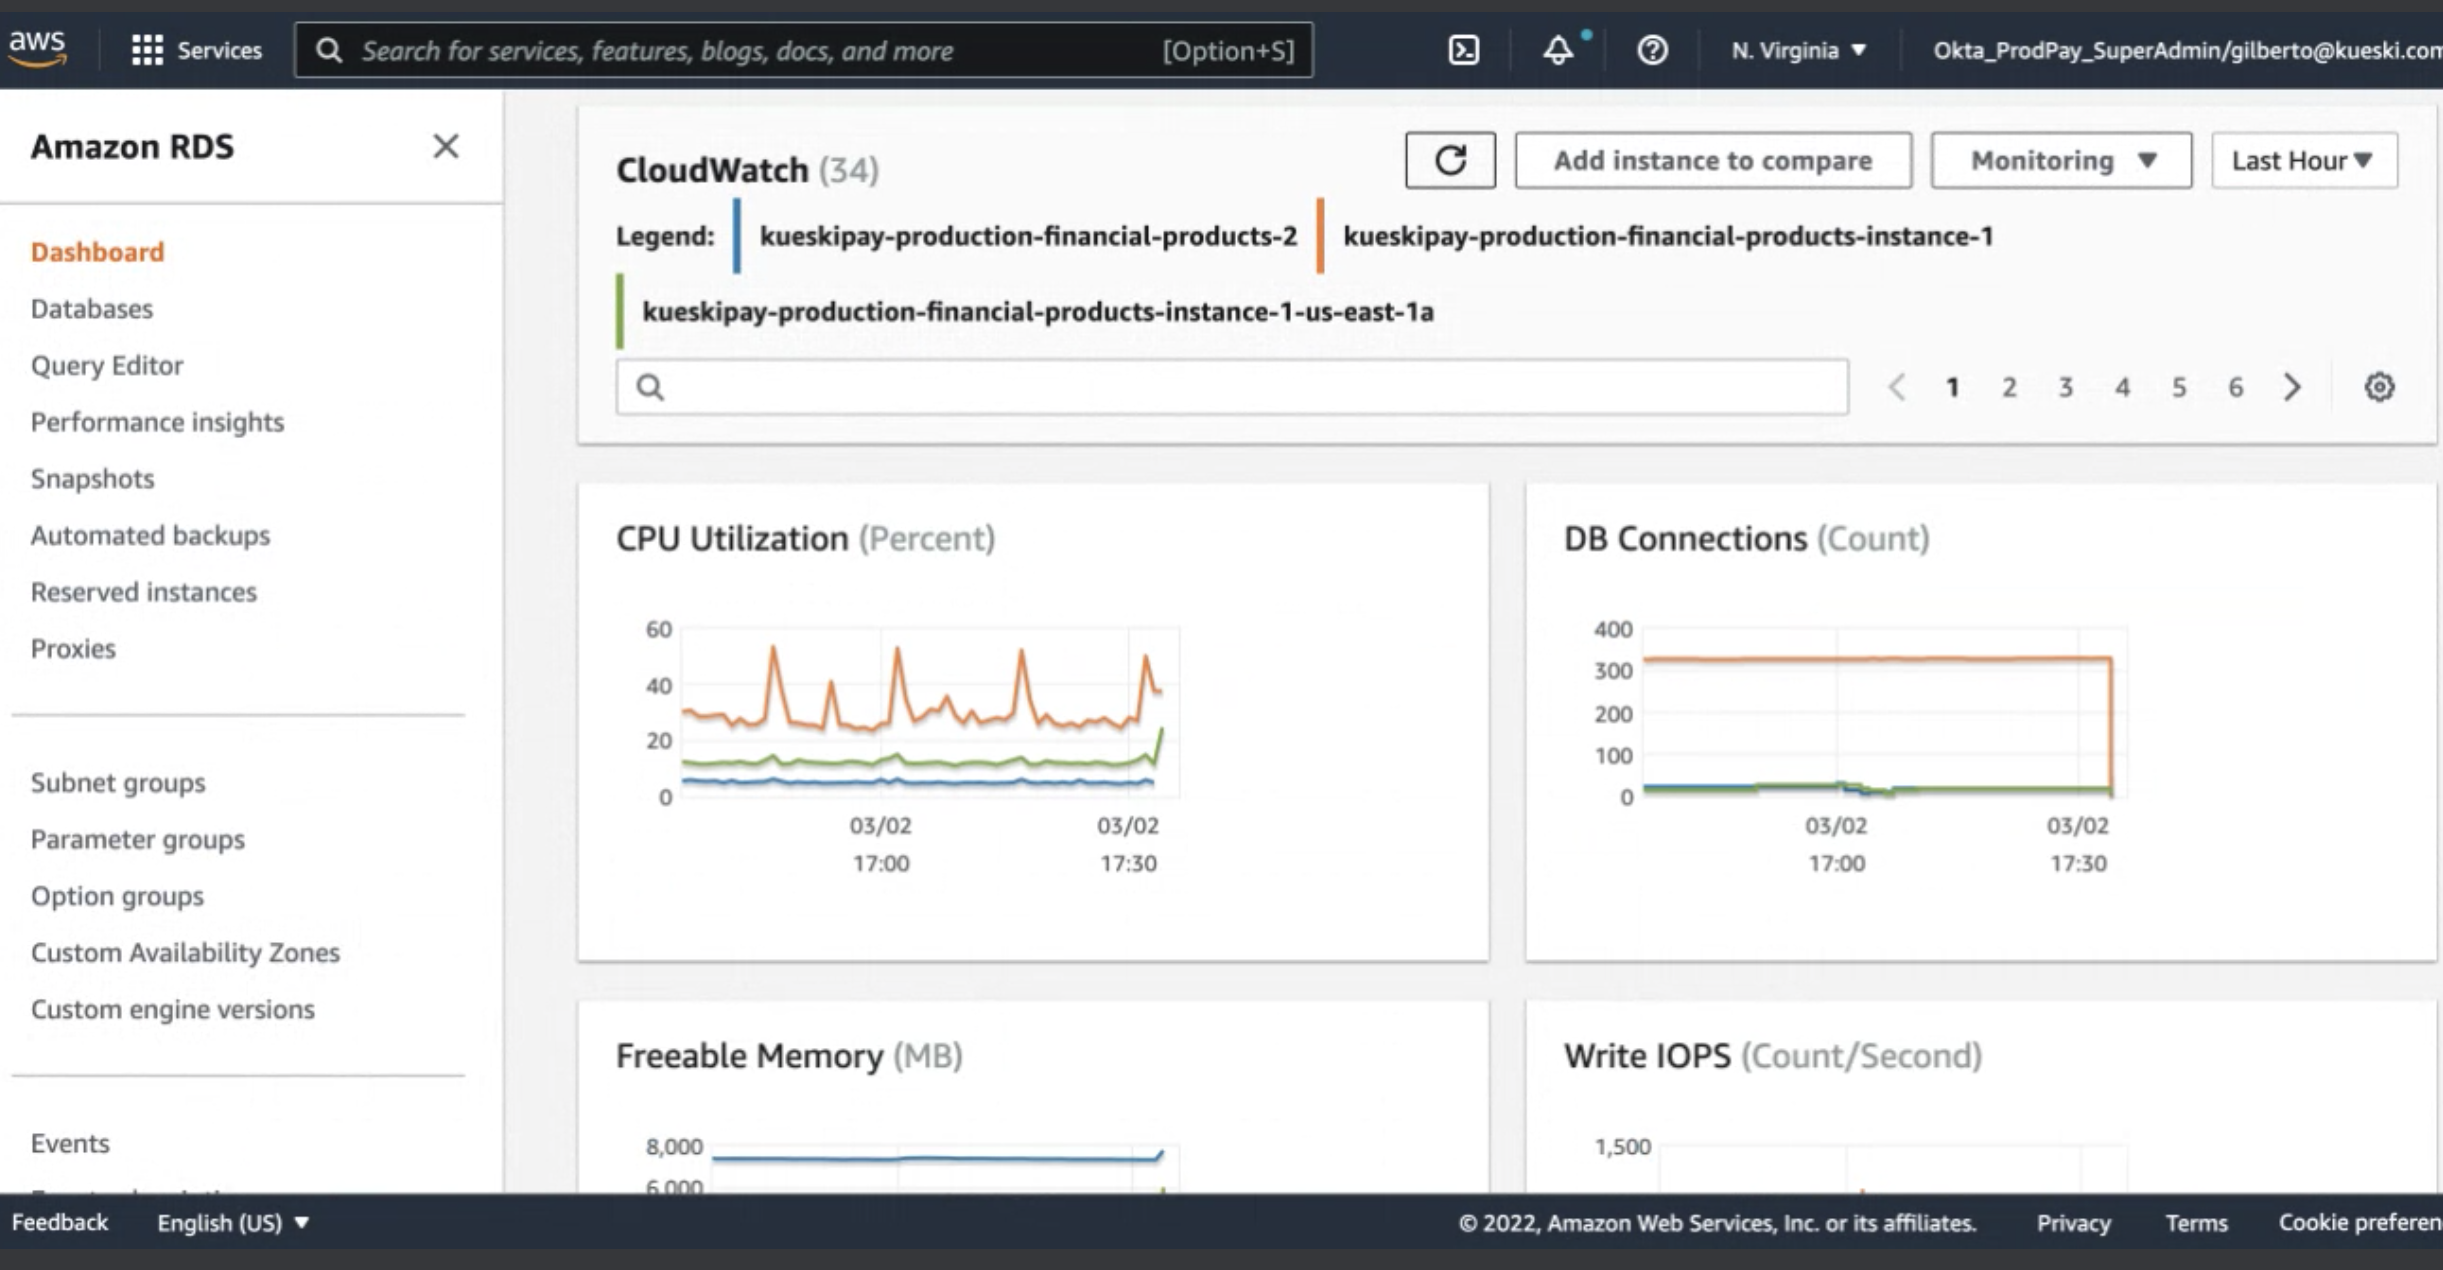 aws
Services
Search for services, features, blogs, docs, and more [Option+S]
N. Virginia ▼
Okta_ProdPay_SuperAdmin/gilberto@kueski.com
Amazon RDS
Dashboard
Databases
Query Editor
Performance insights
Snapshots
Automated backups
Reserved instances
Proxies
Subnet groups
Parameter groups
Option groups
Custom Availability Zones
Custom engine versions
Events
CloudWatch (34)
Add instance to compare
Monitoring ▼
Last Hour ▼
Legend: kueskipay-production-financial-products-2 kueskipay-production-financial-products-instance-1
kueskipay-production-financial-products-instance-1-us-east-1a
1 2 3 4 5 6
CPU Utilization (Percent)
60
40
20
0
03/02 03/02
17:00 17:30
DB Connections (Count)
400
300
200
100
0
03/02 03/02
17:00 17:30
Freeable Memory (MB)
8,000
6,000
Write IOPS (Count/Second)
1,500
Feedback English (US) ▼
© 2022, Amazon Web Services, Inc. or its affiliates. Privacy Terms Cookie preferen